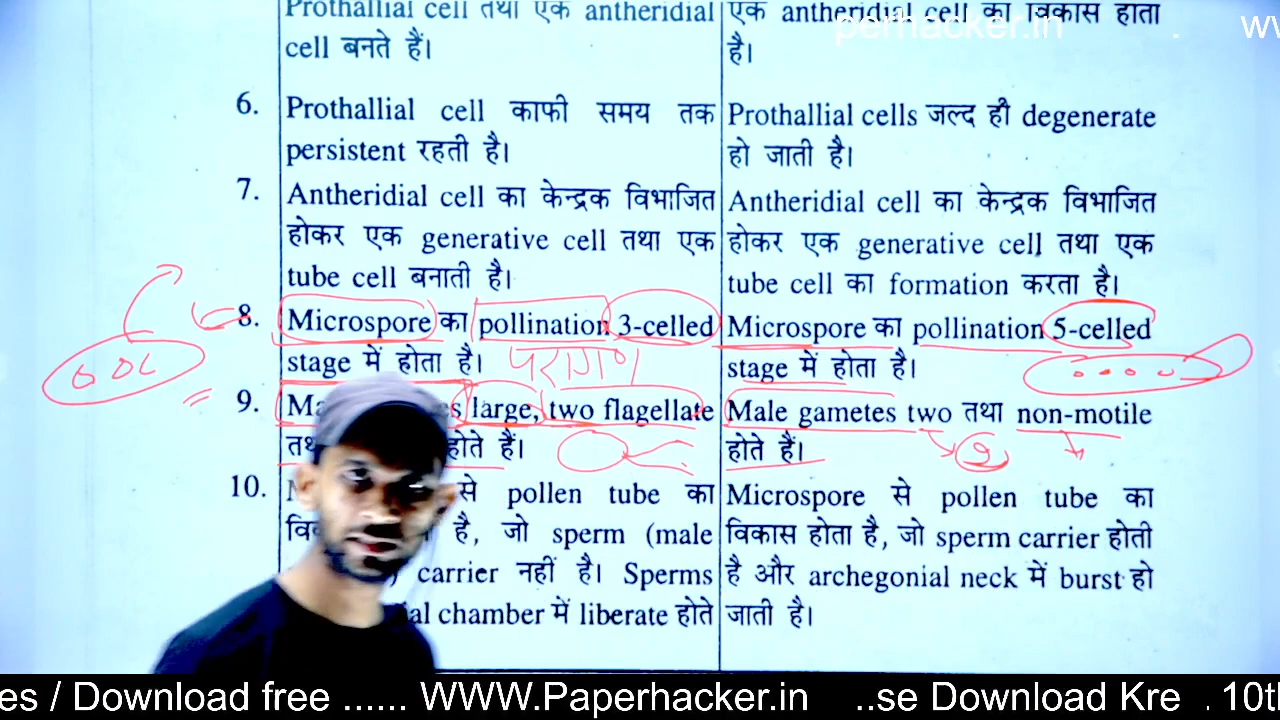 Prothallial cell तथा एक antheridial
cell बनते हैं।
एक antheridial cell का विकास होता
है।
perhacker.in
6. Prothallial cell काफी समय तक
persistent रहती है।
Prothallial cells जल्द ही degenerate
हो जाती है।
7. Antheridial cell का केन्द्रक विभाजित
होकर एक generative cell तथा एक
tube cell बनाती है।
Antheridial cell का केन्द्रक विभाजित
होकर एक generative cell तथा एक
tube cell का formation करता है।
8. Microspore का pollination 3-celled
stage में होता है।
परागण
Microspore का pollination 5-celled
stage में होता है।
9. large, two flagellate
होते हैं।
Male gametes two तथा non-motile
होते हैं।
10. से pollen tube का
है, जो sperm (male
carrier नहीं है। Sperms
chamber में liberate होते
Microspore से pollen tube का
विकास होता है, जो sperm carrier होती
है और archegonial neck में burst हो
जाती है।
es / Download free ...... WWW.Paperhacker.in ..se Download Kre . 10th